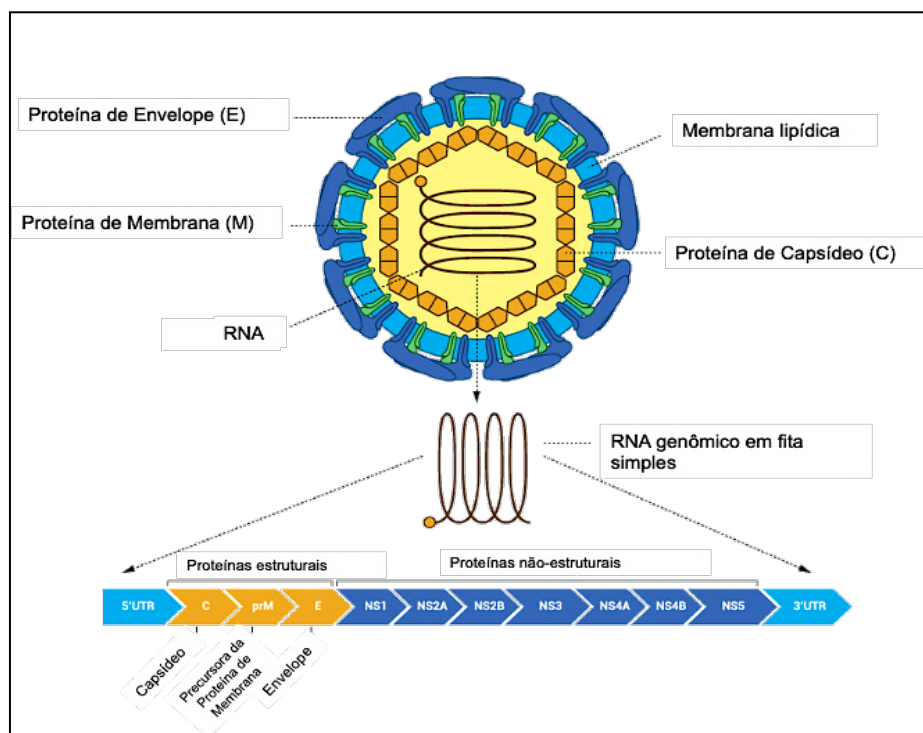 Proteína de Envelope (E)
Membrana lipídica
Proteína de Membrana (M)
Proteína de Capsídeo (C)
RNA
RNA genômico em fita
simples
Proteínas estruturais
Proteínas não-estruturais
5'UTR
C
prM
E
NS1
NS2A
NS2B
NS3
NS4A
NS4B
NS5
3'UTR
Capsídeo
Precursora da
Proteína de
Membrana
Envelope